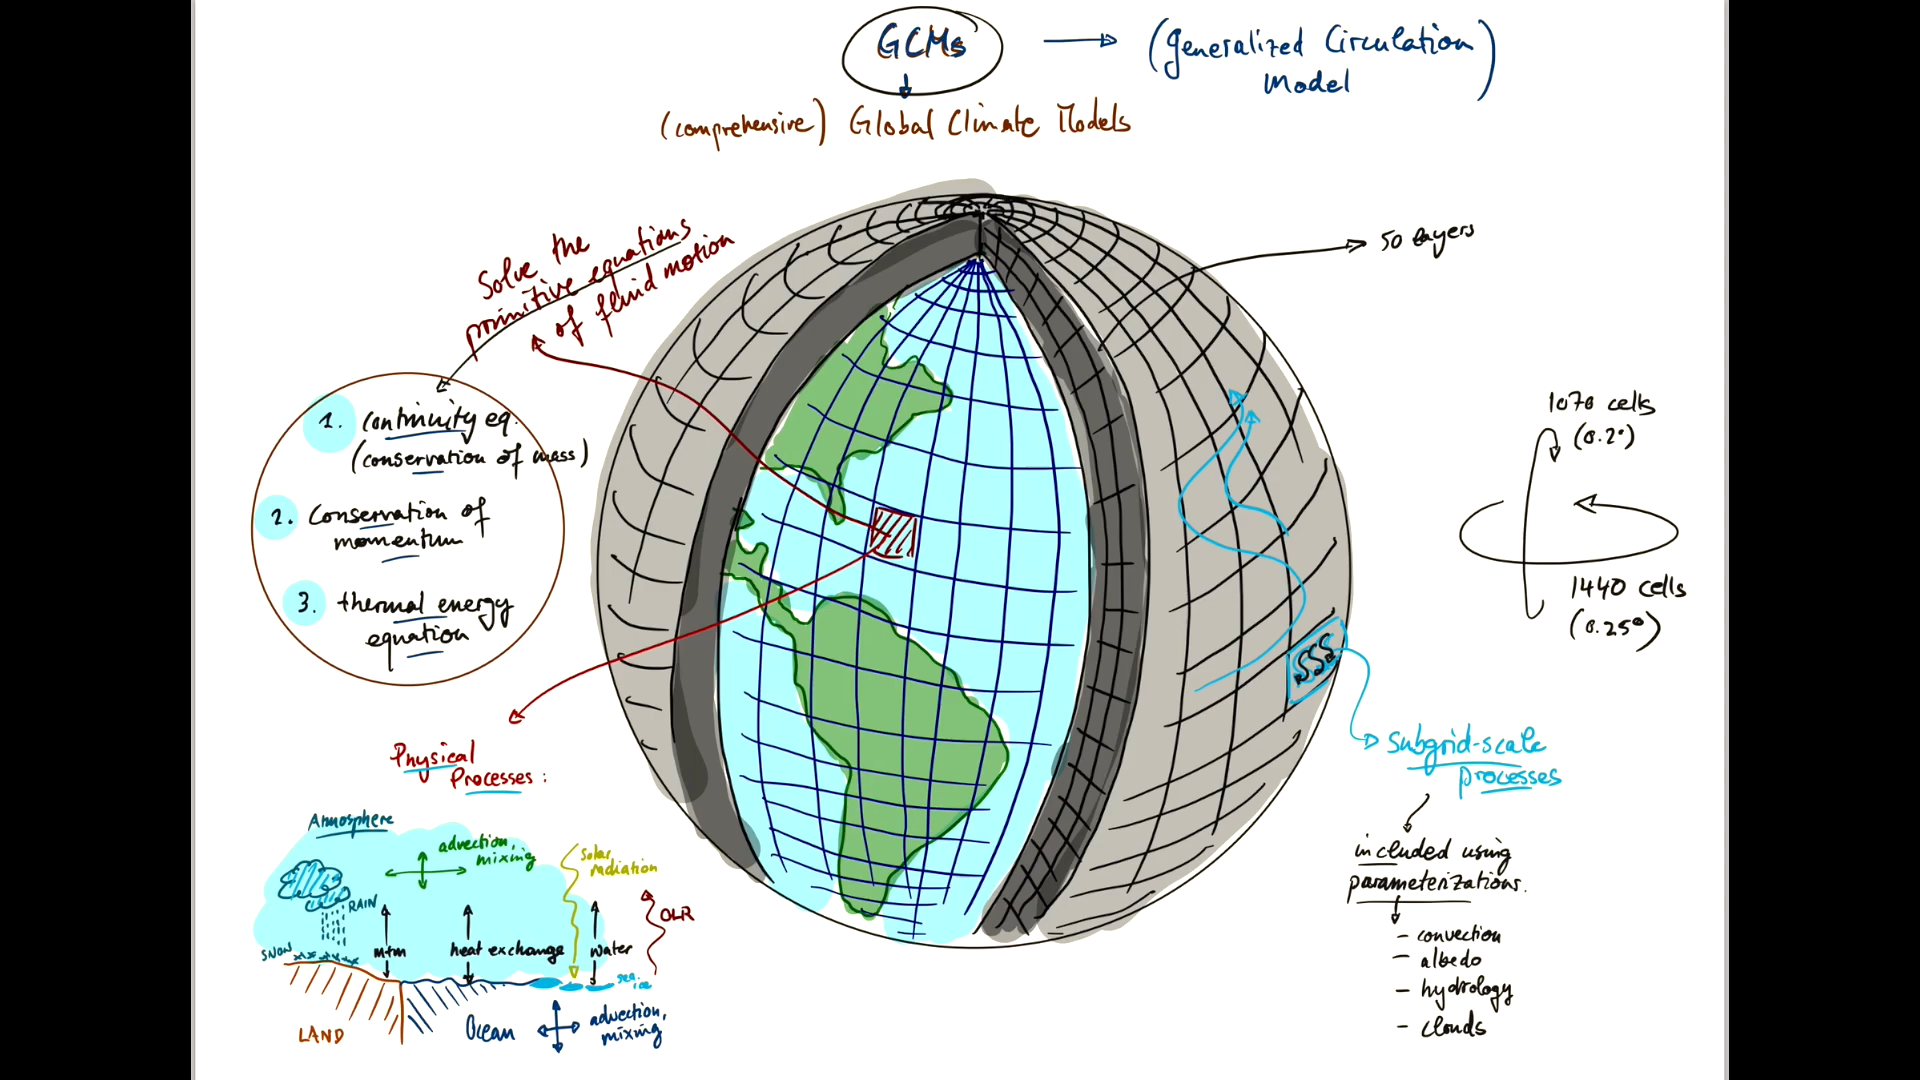 GCMs
(Generalized Circulation
Model)
(comprehensive) Global Climate Models
Solve the
primitive equations
of fluid motion
50 layers
1. Continuity eq.
(conservation of mass)
2. Conservation of
momentum
3. thermal energy
equation
1070 cells
(0.2°)
1440 cells
(0.25°)
SSS
Subgrid-scale
processes
included using
parameterizations.
- convection
- albedo
- hydrology
- clouds
Physical
Processes:
Atmosphere
advection,
mixing
Solar
radiation
RAIN
OLR
SNOW
mtm
heat exchange
water
sea
ice
LAND
Ocean
advection,
mixing